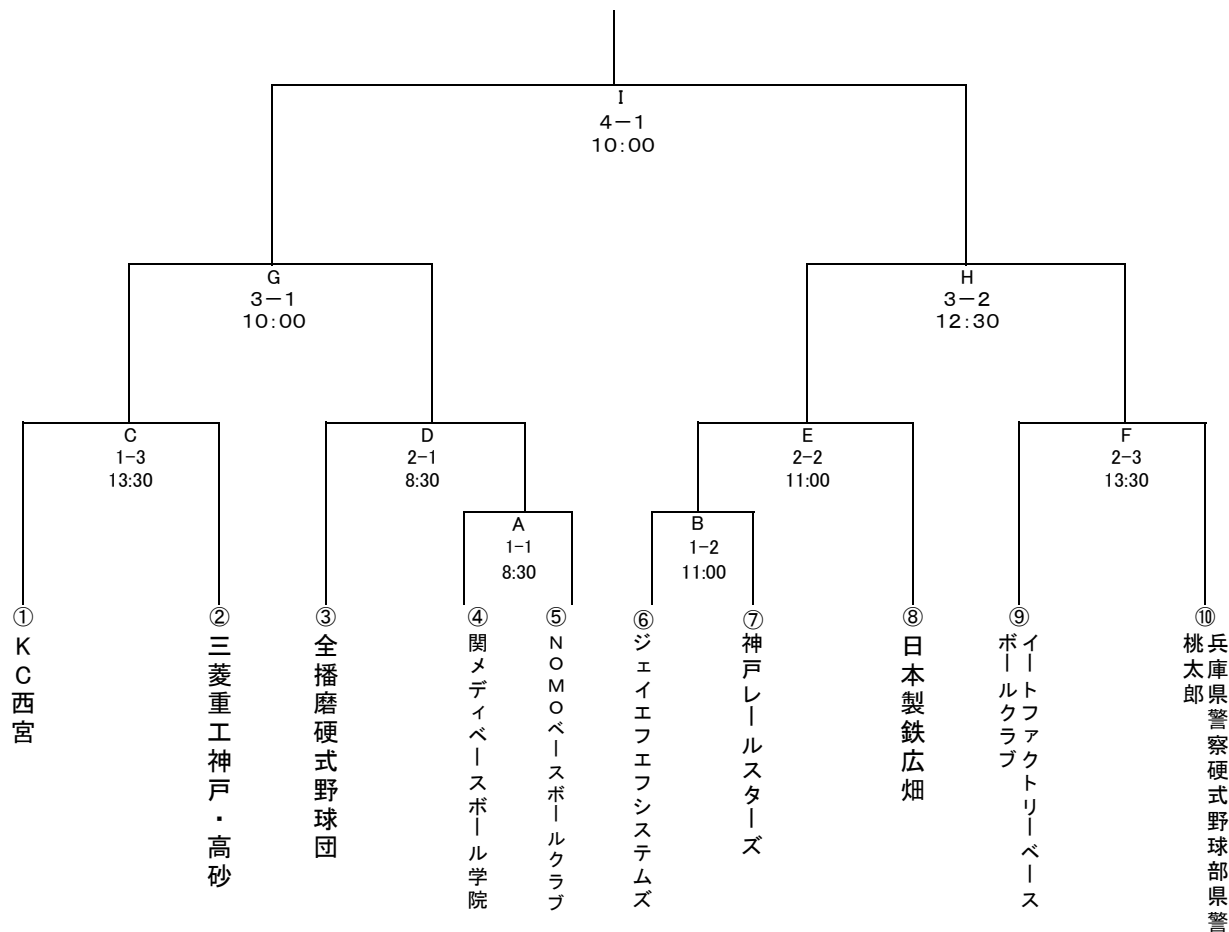 I
4－1
10：00
G
3－1
10：00
H
3－2
12：30
C
1-3
13:30
D
2-1
8:30
E
2-2
11:00
F
2-3
13:30
A
1-1
8:30
B
1-2
11:00
①
KC西宮
②
三菱重工神戸・高砂
③
全播磨硬式野球団
④
関メディベースボール学院
⑤
NOMOベースボールクラブ
⑥
ジェイエフエフシステムズ
⑦
神戸レールスターズ
⑧
日本製鉄広畑
⑨
イートファクトリーベース
ボールクラブ
⑩
兵庫県警察硬式野球部県警
桃太郎